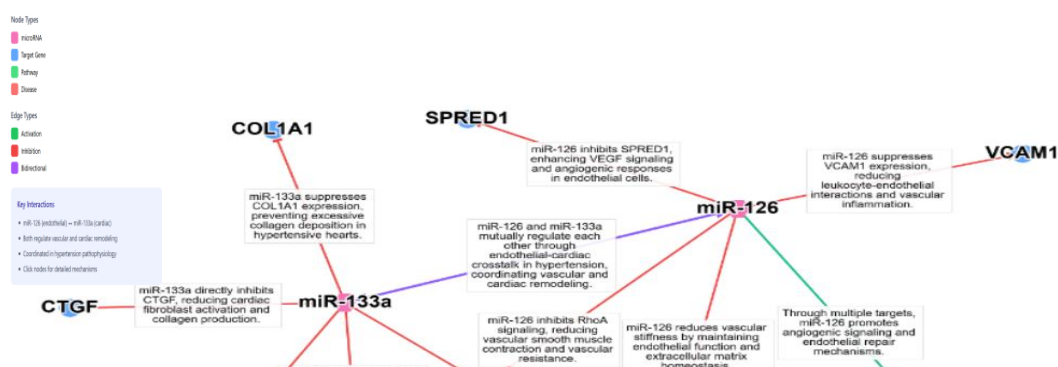 Node Types
microRNA
Target Gene
Pathway
Disease
Edge Types
Activation
Inhibition
Bidirectional
Key Interactions
• miR-126 (endothelial) ↔ miR-133a (cardiac)
• Both regulate vascular and cardiac remodeling
• Coordinated in hypertension pathophysiology
• Click nodes for detailed mechanisms
COL1A1
SPRED1
VCAM1
miR-126 inhibits SPRED1,
enhancing VEGF signaling
and angiogenic responses
in endothelial cells.
miR-126 suppresses
VCAM1 expression,
reducing
leukocyte-endothelial
interactions and vascular
inflammation.
miR-133a suppresses
COL1A1 expression,
preventing excessive
collagen deposition in
hypertensive hearts.
miR-126
miR-126 and miR-133a
mutually regulate each
other through
endothelial-cardiac
crosstalk in hypertension,
coordinating vascular and
cardiac remodeling.
CTGF
miR-133a directly inhibits
CTGF, reducing cardiac
fibroblast activation and
collagen production.
miR-133a
miR-126 inhibits RhoA
signaling, reducing
vascular smooth muscle
contraction and vascular
resistance.
miR-126 reduces vascular
stiffness by maintaining
endothelial function and
extracellular matrix
homeostasis.
Through multiple targets,
miR-126 promotes
angiogenic signaling and
endothelial repair
mechanisms.